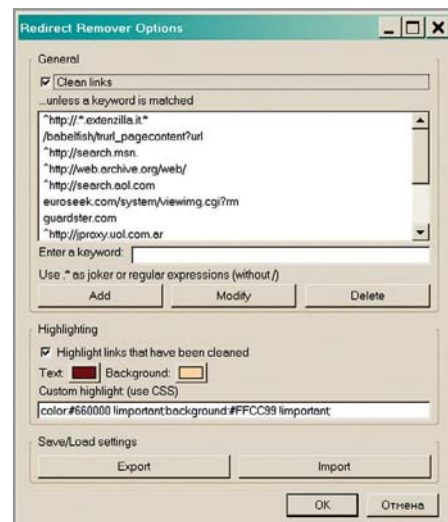 Redirect Remover Options
General
Clean links
...unless a keyword is matched
^http://.*.extenzilla.it.*
/babelfish/trurl_pagecontent?url
^http://search.msn.
^http://web.archive.org/web/
^http://search.aol.com
euroseek.com/system/viewimg.cgi?rm
guardster.com
^http://jproxy.uol.com.ar
Enter a keyword:
Use .* as joker or regular expressions (without /)
Add Modify Delete
Highlighting
Highlight links that have been cleaned
Text: Background:
Custom highlight: (use CSS)
color:#660000 !important;background:#FFCC99 !important;
Save/Load settings
Export Import
OK Отмена